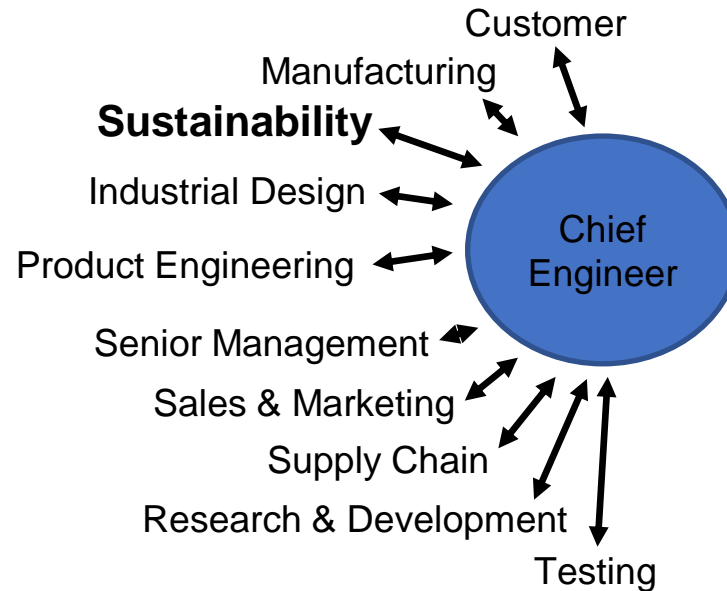 Customer
Manufacturing
Sustainability
Industrial Design
Chief
Engineer
Product Engineering
Senior Management
Sales & Marketing
Supply Chain
Research & Development
Testing